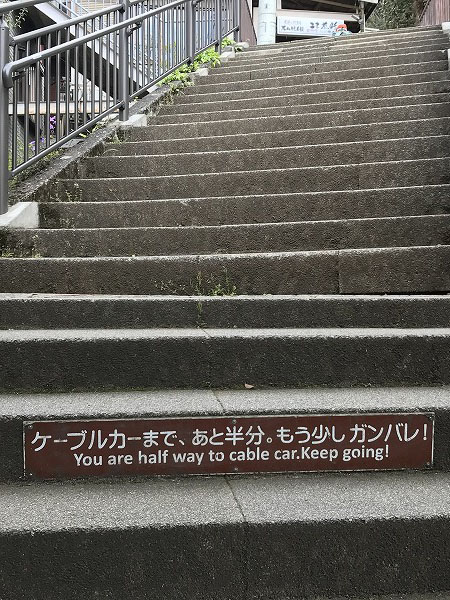 ケーブルカーまで、あと半分。もう少しガンバレ!
You are half way to cable car.Keep going!